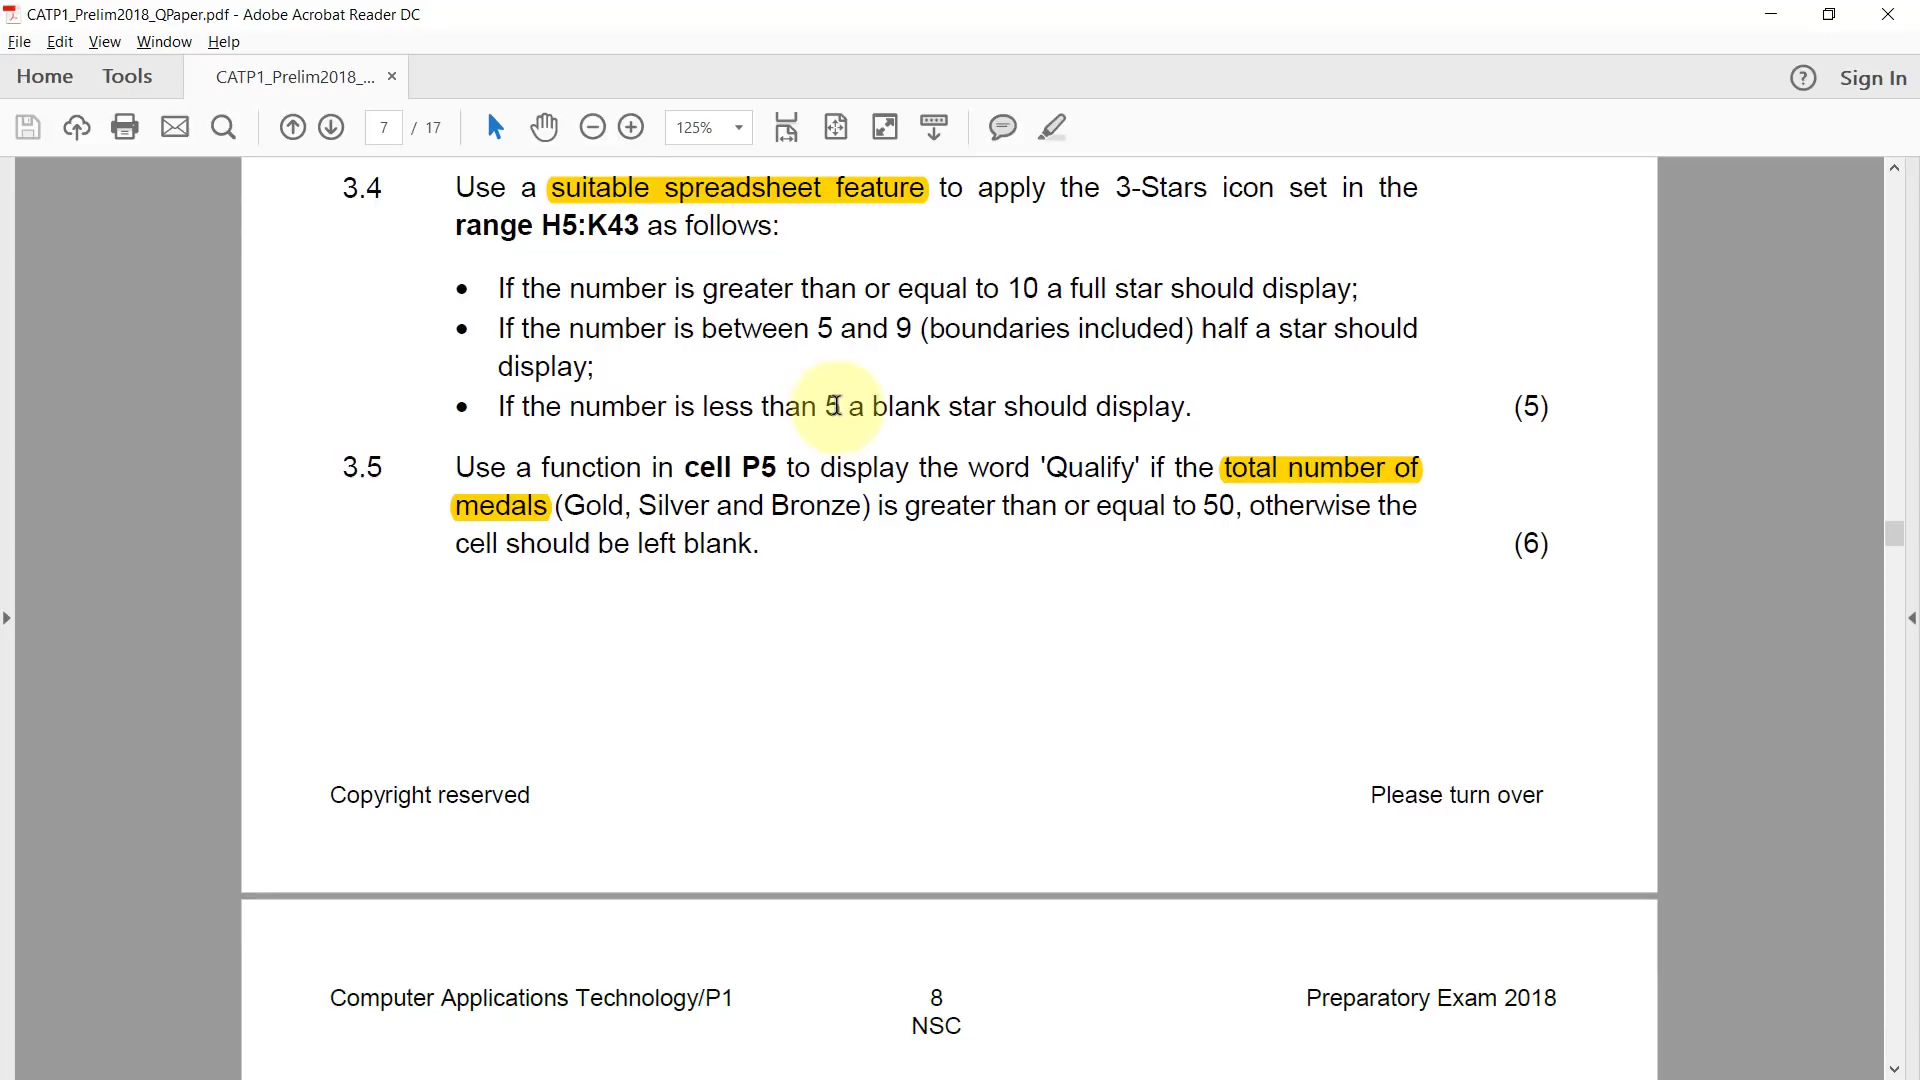 CATP1_Prelim2018_QPaper.pdf - Adobe Acrobat Reader DC
File Edit View Window Help
Home Tools CATP1_Prelim2018_... × ? Sign In
7 / 17 125%
3.4 Use a suitable spreadsheet feature to apply the 3-Stars icon set in the
range H5:K43 as follows:
• If the number is greater than or equal to 10 a full star should display;
• If the number is between 5 and 9 (boundaries included) half a star should
display;
• If the number is less than 5 a blank star should display. (5)
3.5 Use a function in cell P5 to display the word 'Qualify' if the total number of
medals (Gold, Silver and Bronze) is greater than or equal to 50, otherwise the
cell should be left blank. (6)
Copyright reserved Please turn over
Computer Applications Technology/P1 8 Preparatory Exam 2018
NSC